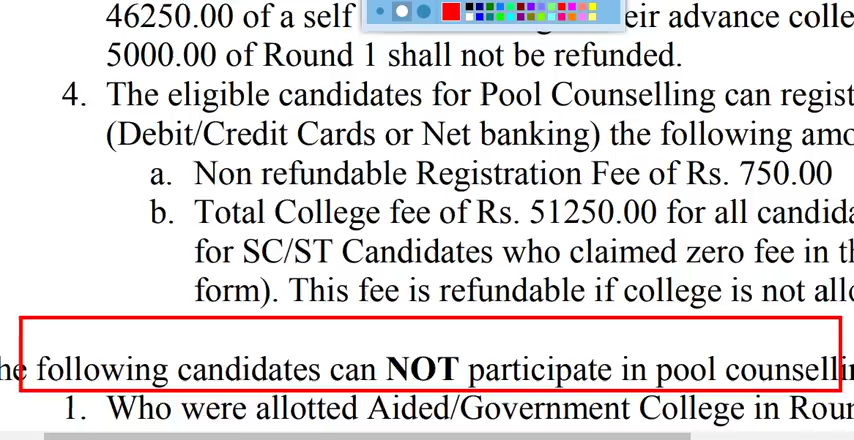 46250.00 of a self eir advance colle
5000.00 of Round 1 shall not be refunded.
4. The eligible candidates for Pool Counselling can regist
(Debit/Credit Cards or Net banking) the following amo
a. Non refundable Registration Fee of Rs. 750.00
b. Total College fee of Rs. 51250.00 for all candida
for SC/ST Candidates who claimed zero fee in th
form). This fee is refundable if college is not allo
he following candidates can NOT participate in pool counsellin
1. Who were allotted Aided/Government College in Roun